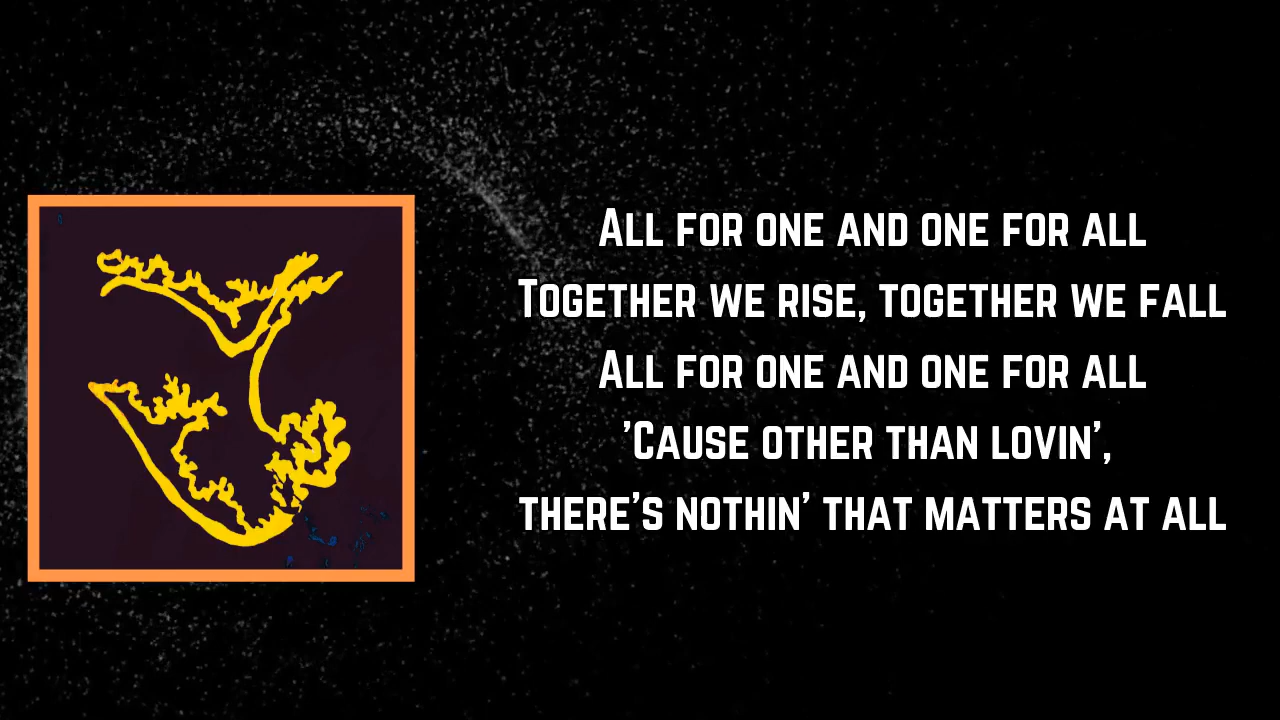 All for one and one for all
Together we rise, together we fall
All for one and one for all
'Cause other than lovin',
there's nothin' that matters at all